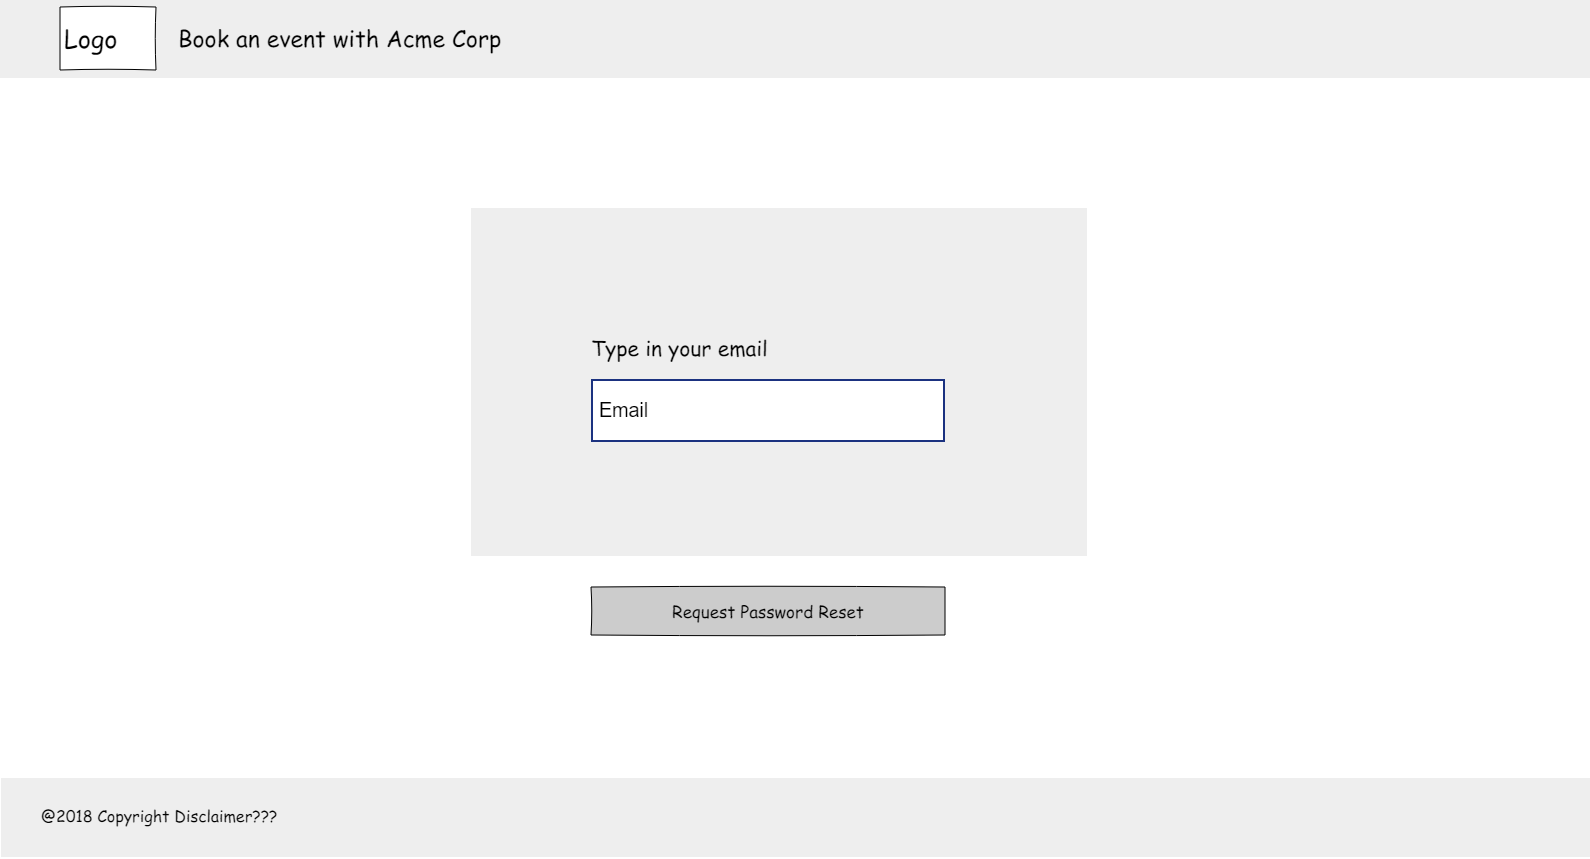 Logo
Book an event with Acme Corp
Type in your email
Email
Request Password Reset
@2018 Copyright Disclaimer???